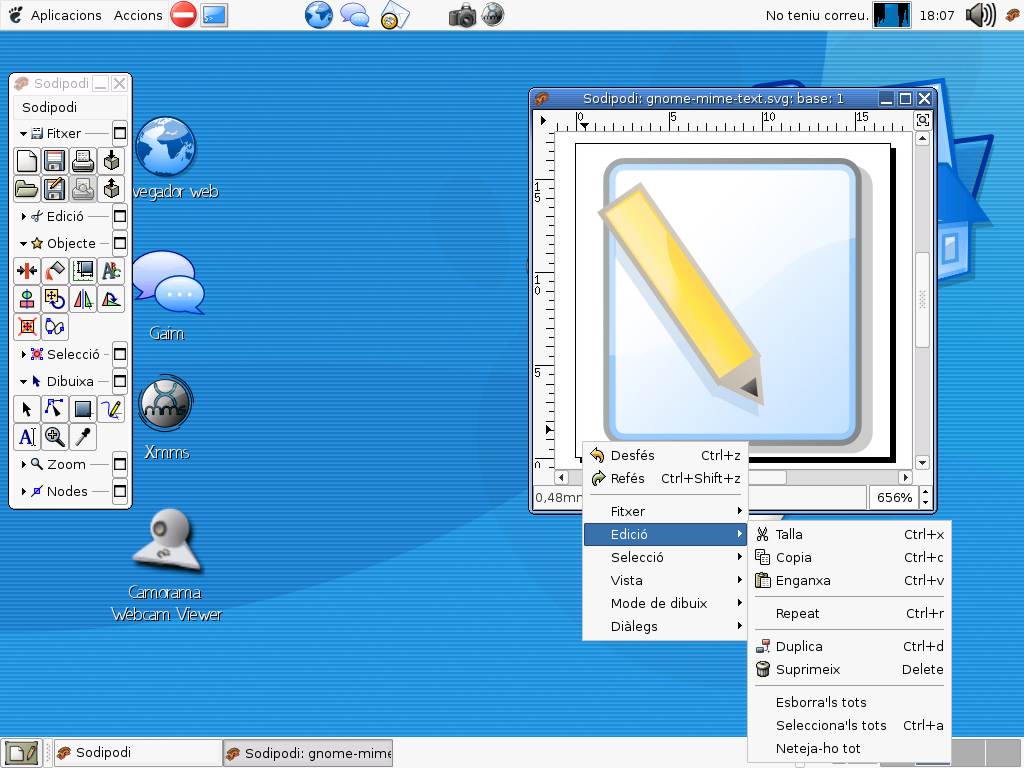 Aplicacions Accions No teniu correu. 18:07
Sodipodi
Sodipodi
Fitxer
Edició
Objecte
Selecció
Dibuixa
Zoom
Nodes
vegador web
Gaim
mms
Xmms
Camorama
Webcam Viewer
Sodipodi: gnome-mime-text.svg: base: 1
0 5 10 15
15
10
5
0
0,48mm
656%
Desfés Ctrl+z
Refés Ctrl+Shift+z
Fitxer
Edició
Selecció
Vista
Mode de dibuix
Diàlegs
Talla Ctrl+x
Copia Ctrl+c
Enganxa Ctrl+v
Repeat Ctrl+r
Duplica Ctrl+d
Suprimeix Delete
Esborra'ls tots
Selecciona'ls tots Ctrl+a
Neteja-ho tot
Sodipodi
Sodipodi: gnome-mime